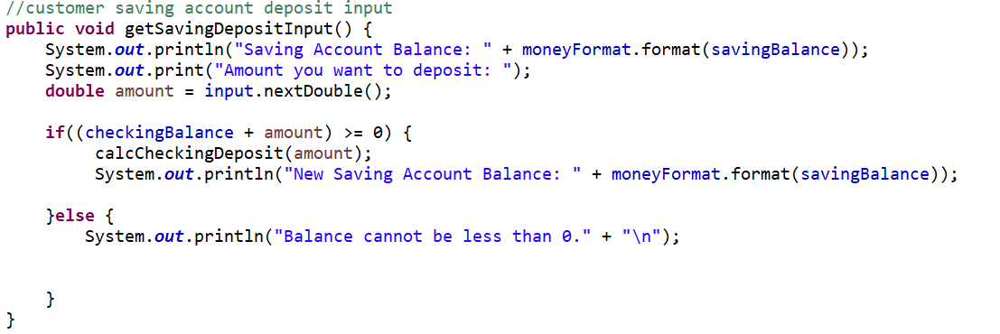 //customer saving account deposit input
public void getSavingDepositInput() {
    System.out.println("Saving Account Balance: " + moneyFormat.format(savingBalance));
    System.out.print("Amount you want to deposit: ");
    double amount = input.nextDouble();

    if((checkingBalance + amount) >= 0) {
         calcCheckingDeposit(amount);
         System.out.println("New Saving Account Balance: " + moneyFormat.format(savingBalance));

    }else {
        System.out.println("Balance cannot be less than 0." + "\n");


    }
}